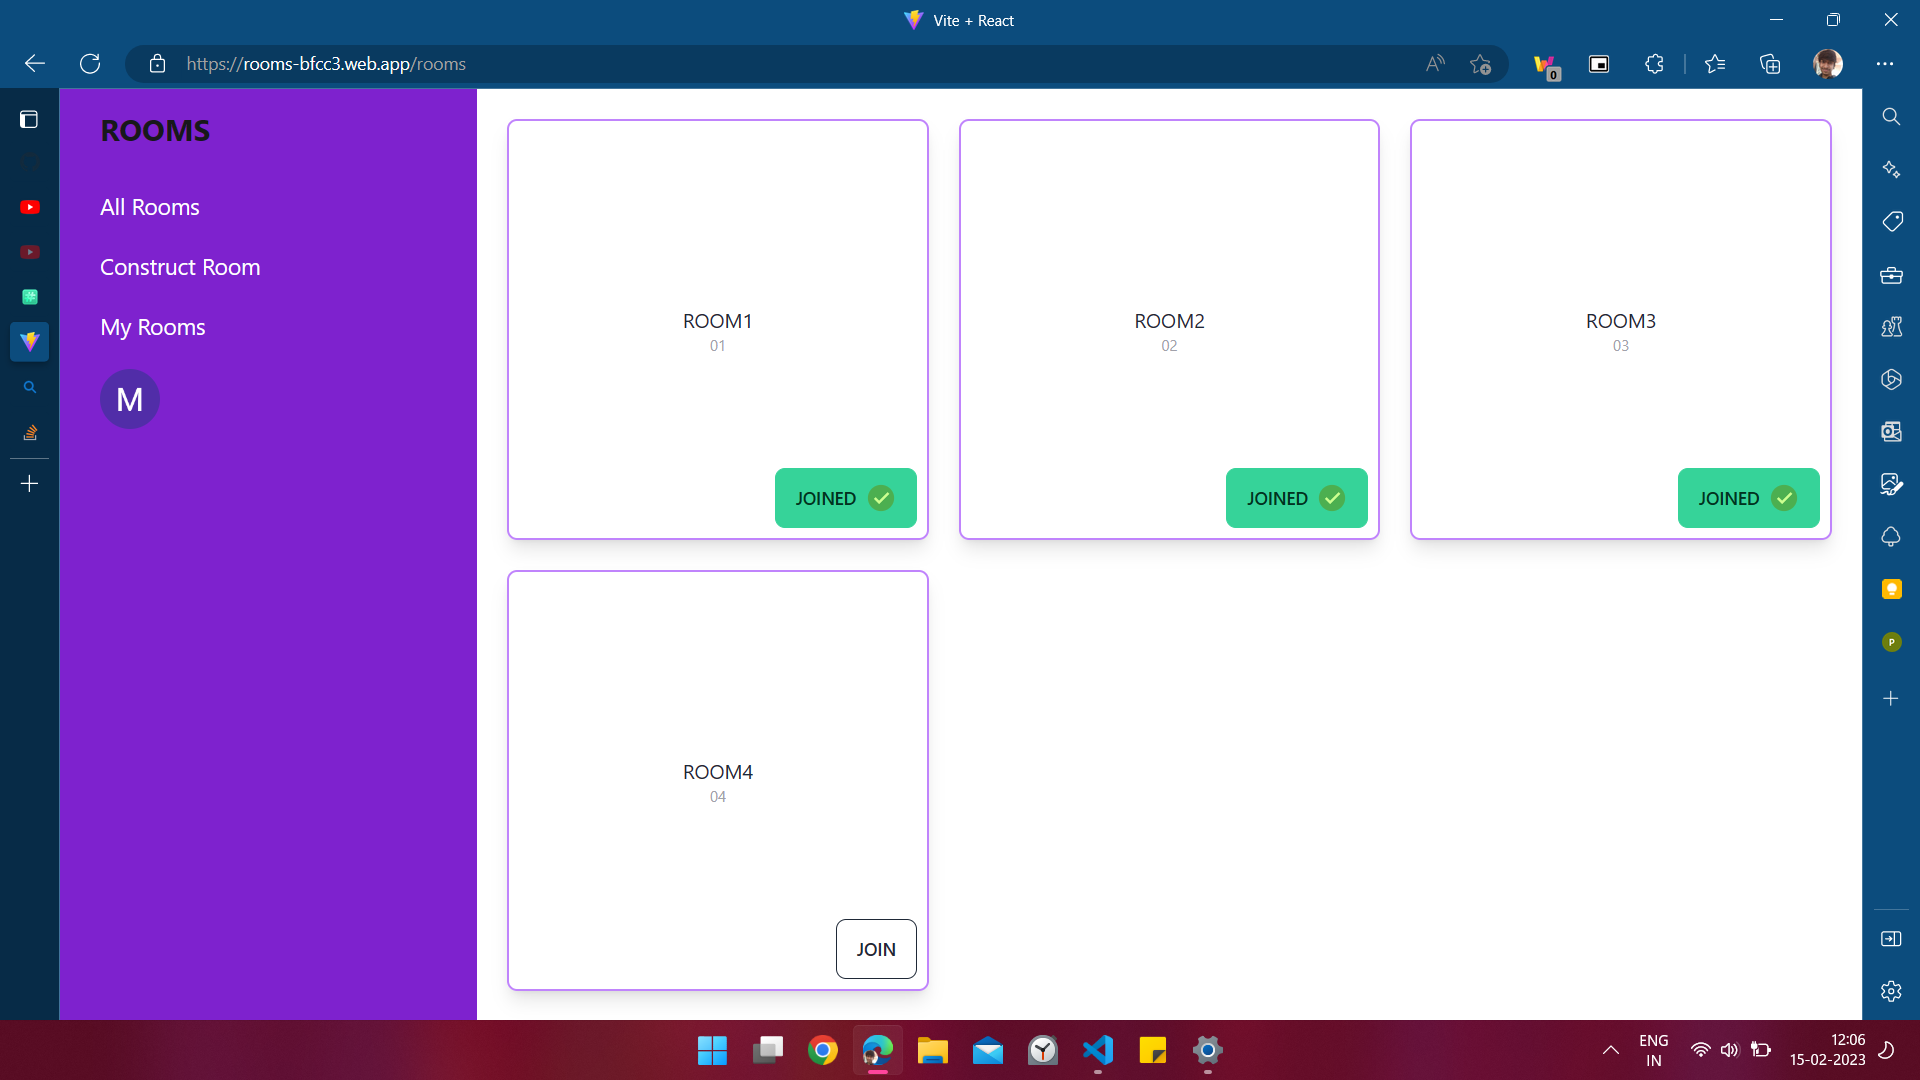 Vite + React
https://rooms-bfcc3.web.app/rooms
0
ROOMS
All Rooms
Construct Room
My Rooms
M
ROOM1
01
JOINED
ROOM2
02
JOINED
ROOM3
03
JOINED
ROOM4
04
JOIN
P
ENG
IN
12:06
15-02-2023